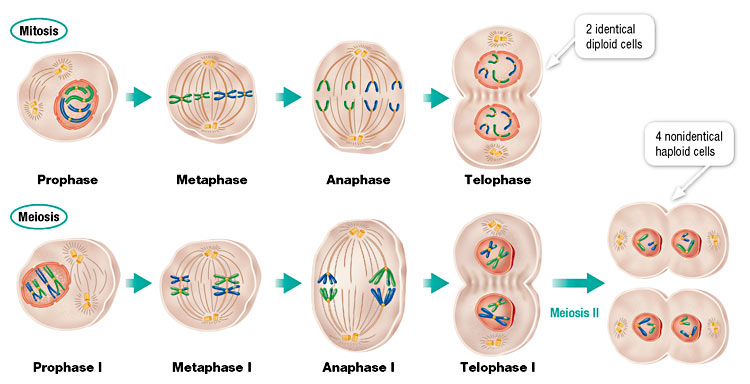 Mitosis
2 identical
diploid cells
Prophase
Metaphase
Anaphase
Telophase
4 nonidentical
haploid cells
Meiosis
Meiosis II
Prophase I
Metaphase I
Anaphase I
Telophase I